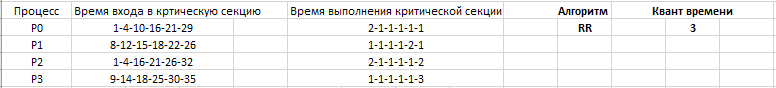 Процесс Время входа в кртическую секцию Время выполнения критической секции Алгоритм Квант времени
P0 1-4-10-16-21-29 2-1-1-1-1-1 RR 3
P1 8-12-15-18-22-26 1-1-1-1-2-1
P2 1-4-16-21-26-32 2-1-1-1-1-2
P3 9-14-18-25-30-35 1-1-1-1-1-3